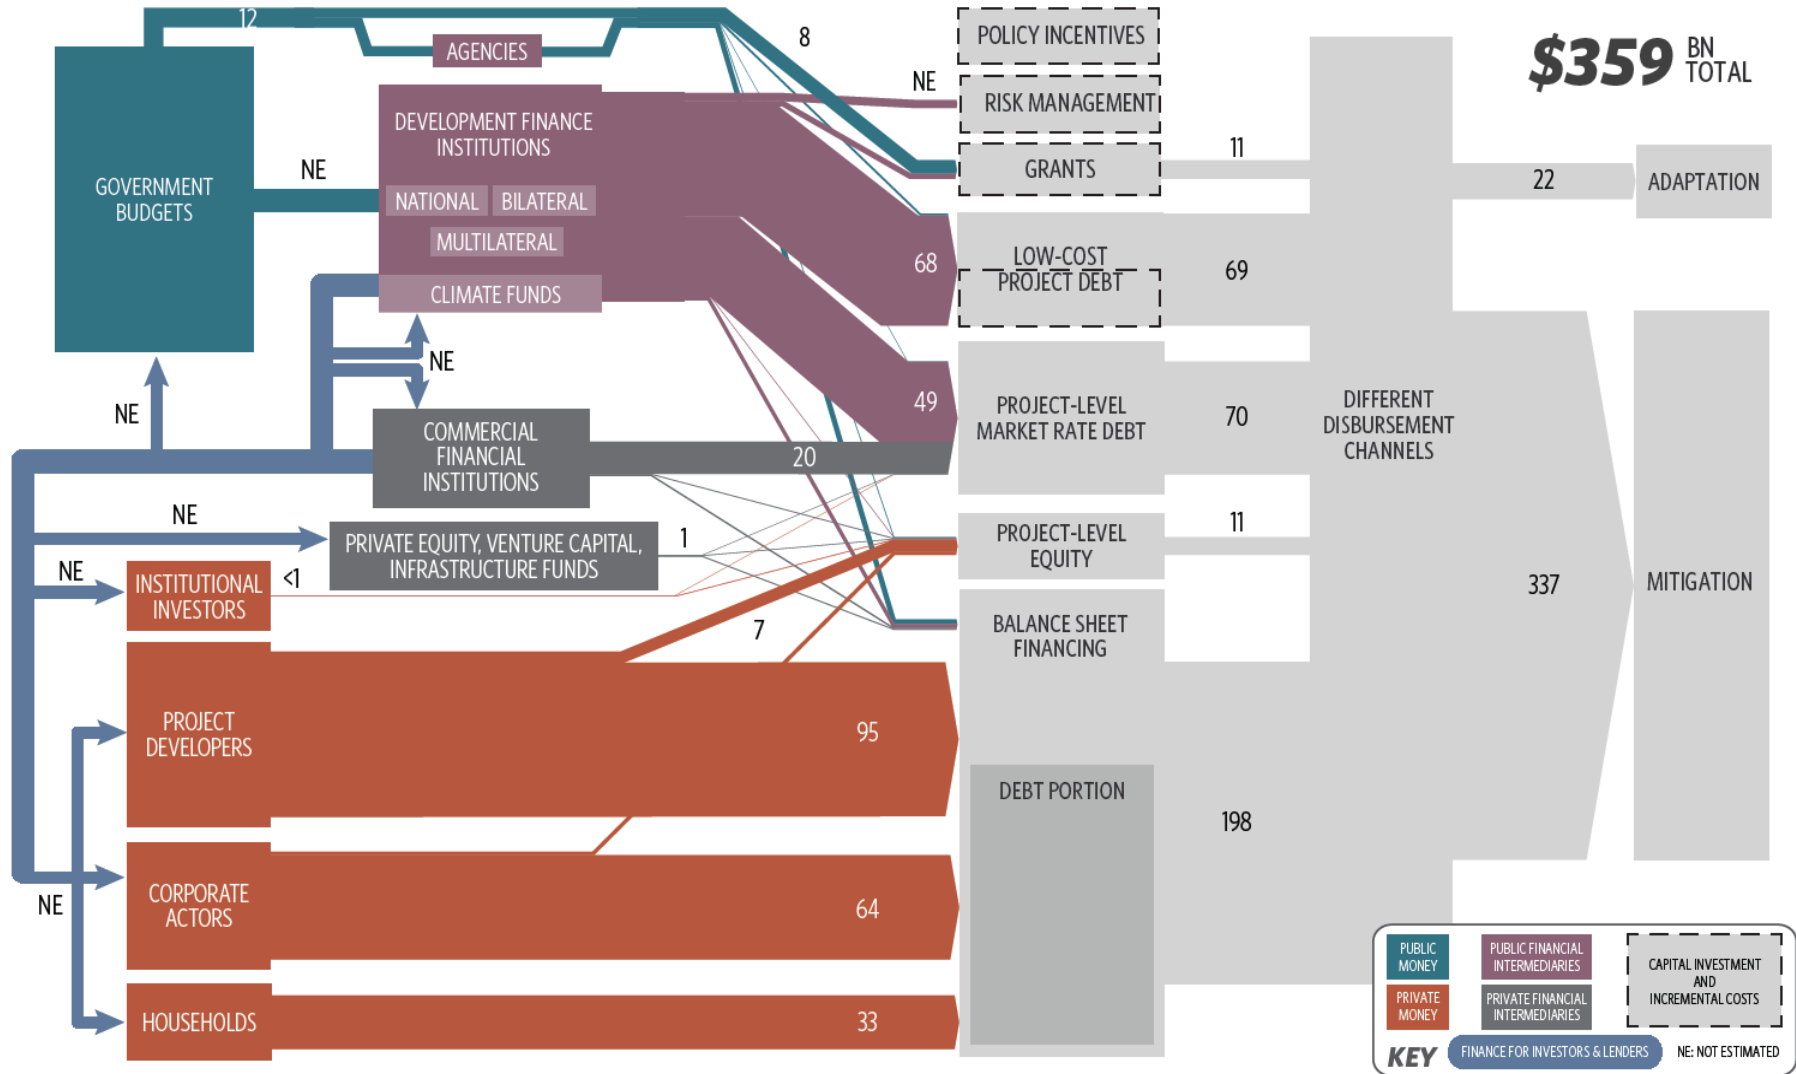 12
8
AGENCIES
POLICY INCENTIVES
$359 BN
TOTAL
NE
RISK MANAGEMENT
DEVELOPMENT FINANCE
INSTITUTIONS
11
NE
GRANTS
22
ADAPTATION
GOVERNMENT
BUDGETS
NATIONAL
BILATERAL
MULTILATERAL
68
LOW-COST
PROJECT DEBT
69
CLIMATE FUNDS
NE
NE
49
PROJECT-LEVEL
MARKET RATE DEBT
70
DIFFERENT
DISBURSEMENT
CHANNELS
COMMERCIAL
FINANCIAL
INSTITUTIONS
20
NE
PRIVATE EQUITY, VENTURE CAPITAL,
INFRASTRUCTURE FUNDS
1
PROJECT-LEVEL
EQUITY
11
NE
INSTITUTIONAL
INVESTORS
<1
337
MITIGATION
7
BALANCE SHEET
FINANCING
PROJECT
DEVELOPERS
95
DEBT PORTION
198
NE
CORPORATE
ACTORS
64
HOUSEHOLDS
33
PUBLIC
MONEY
PUBLIC FINANCIAL
INTERMEDIARIES
CAPITAL INVESTMENT
AND
INCREMENTAL COSTS
PRIVATE
MONEY
PRIVATE FINANCIAL
INTERMEDIARIES
KEY
FINANCE FOR INVESTORS & LENDERS
NE: NOT ESTIMATED